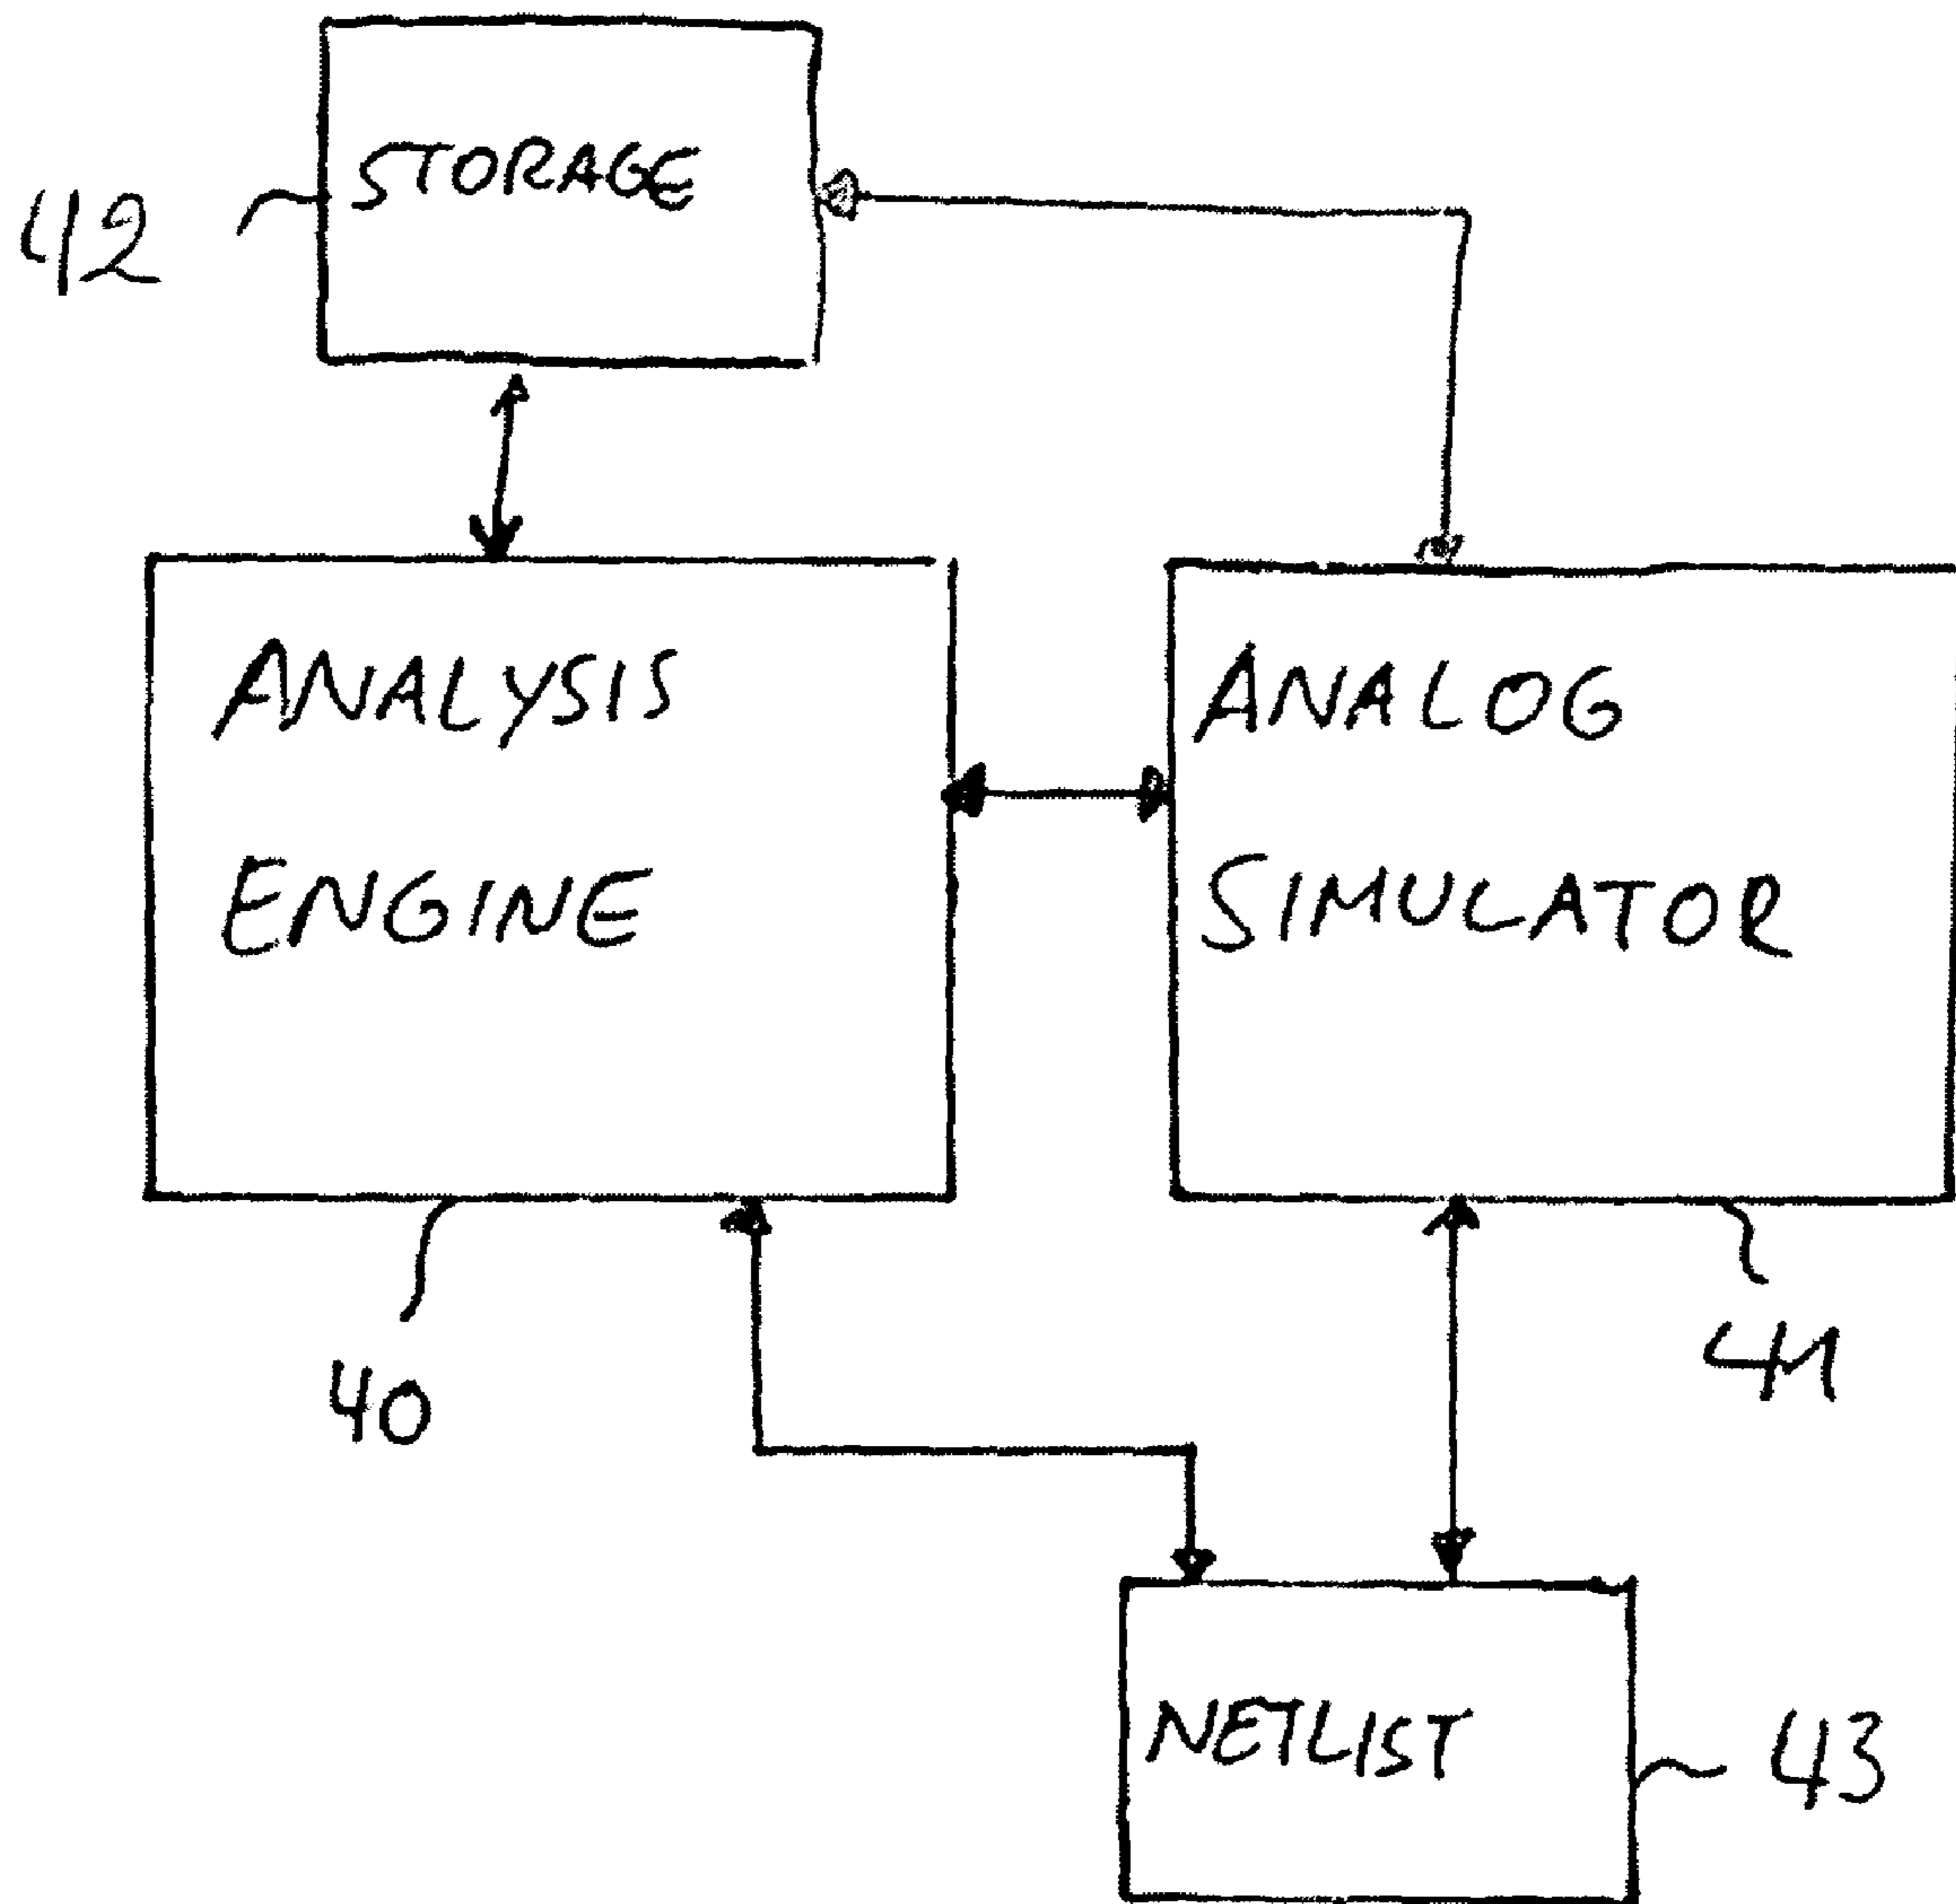 STORAGE
42
ANALYSIS
ENGINE
ANALOG
SIMULATOR
40
41
NETLIST
43